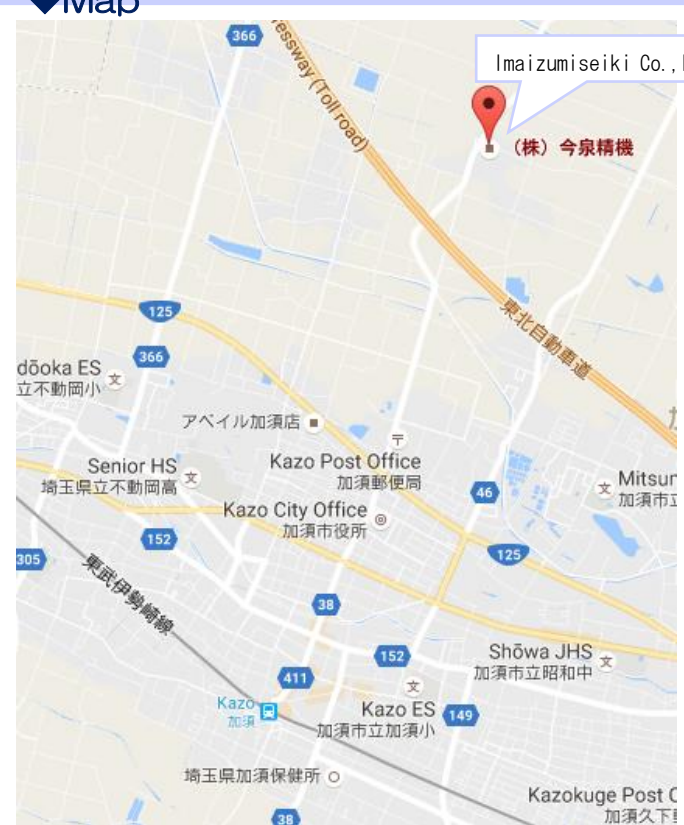 ◆Map
366
essway (Toll road)
Imaizumiseiki Co.,
(株) 今泉精機
125
東北自動車道
366
dōoka ES
立不動岡小
アベイル加須店
Kazo Post Office
加須郵便局
Senior HS
埼玉県立不動岡高
46
Mitsur
加須市立
Kazo City Office
加須市役所
152
125
305
東武伊勢崎線
38
152
Shōwa JHS
加須市立昭和中
411
Kazo
加須
Kazo ES
加須市立加須小
149
埼玉県加須保健所
Kazokuge Post O
加須久下
38